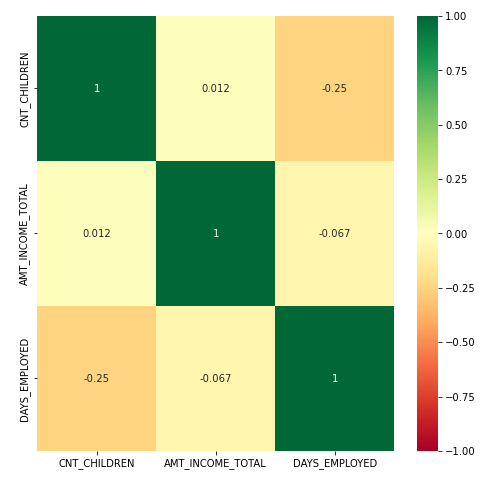 CNT_CHILDREN
AMT_INCOME_TOTAL
DAYS_EMPLOYED
1 0.012 -0.25
0.012 1 -0.067
-0.25 -0.067 1
CNT_CHILDREN AMT_INCOME_TOTAL DAYS_EMPLOYED
1.00
0.75
0.50
0.25
0.00
-0.25
-0.50
-0.75
-1.00